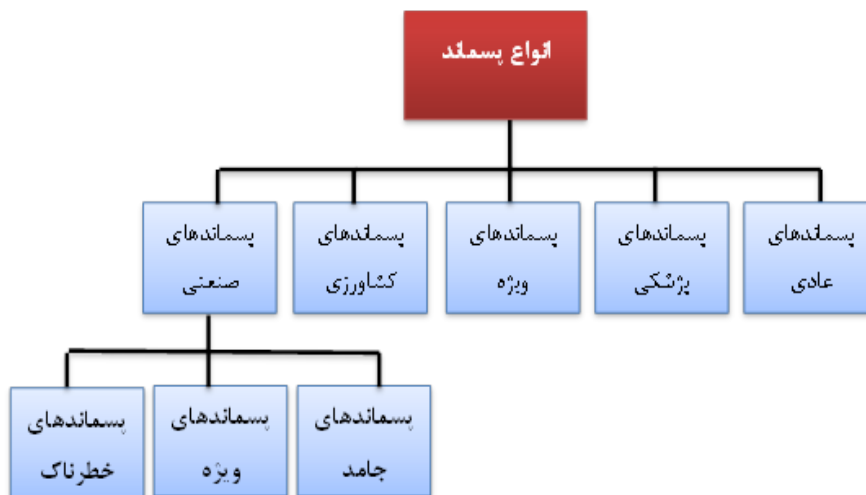 انواع پسماند
پسماندهای
عادی
پسماندهای
پزشکی
پسماندهای
ویژه
پسماندهای
کشاورزی
پسماندهای
صنعتی
پسماندهای
جامد
پسماندهای
ویژه
پسماندهای
خطرناک